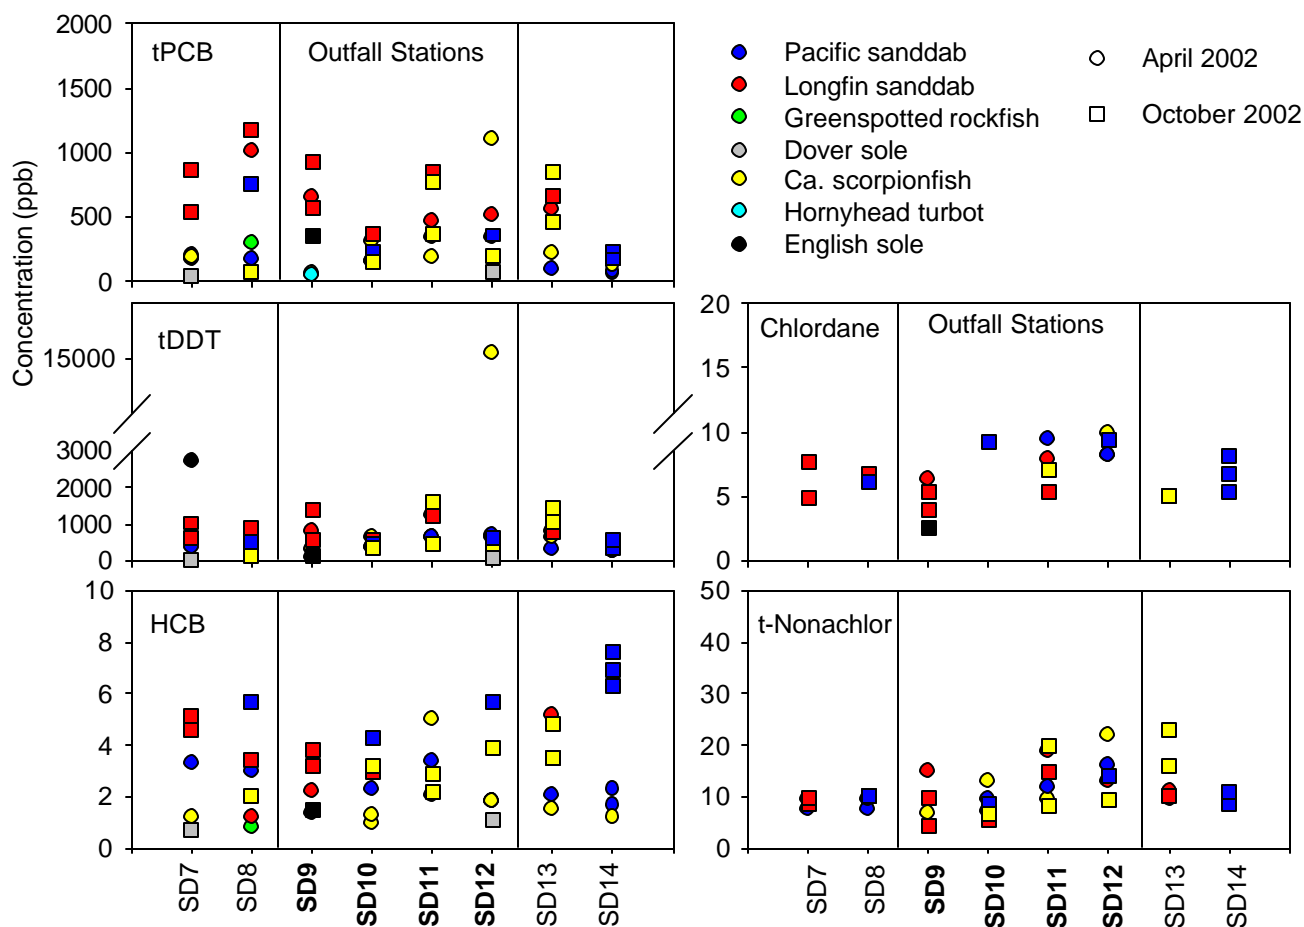 Concentration (ppb)
2000
1500
1000
500
0
tPCB
Outfall Stations
Pacific sanddab
Longfin sanddab
Greenspotted rockfish
Dover sole
Ca. scorpionfish
Hornyhead turbot
English sole
April 2002
October 2002
15000
3000
2000
1000
0
tDDT
20
15
10
5
0
Chlordane
Outfall Stations
10
8
6
4
2
0
HCB
SD7
SD8
SD9
SD10
SD11
SD12
SD13
SD14
50
40
30
20
10
0
t-Nonachlor
SD7
SD8
SD9
SD10
SD11
SD12
SD13
SD14